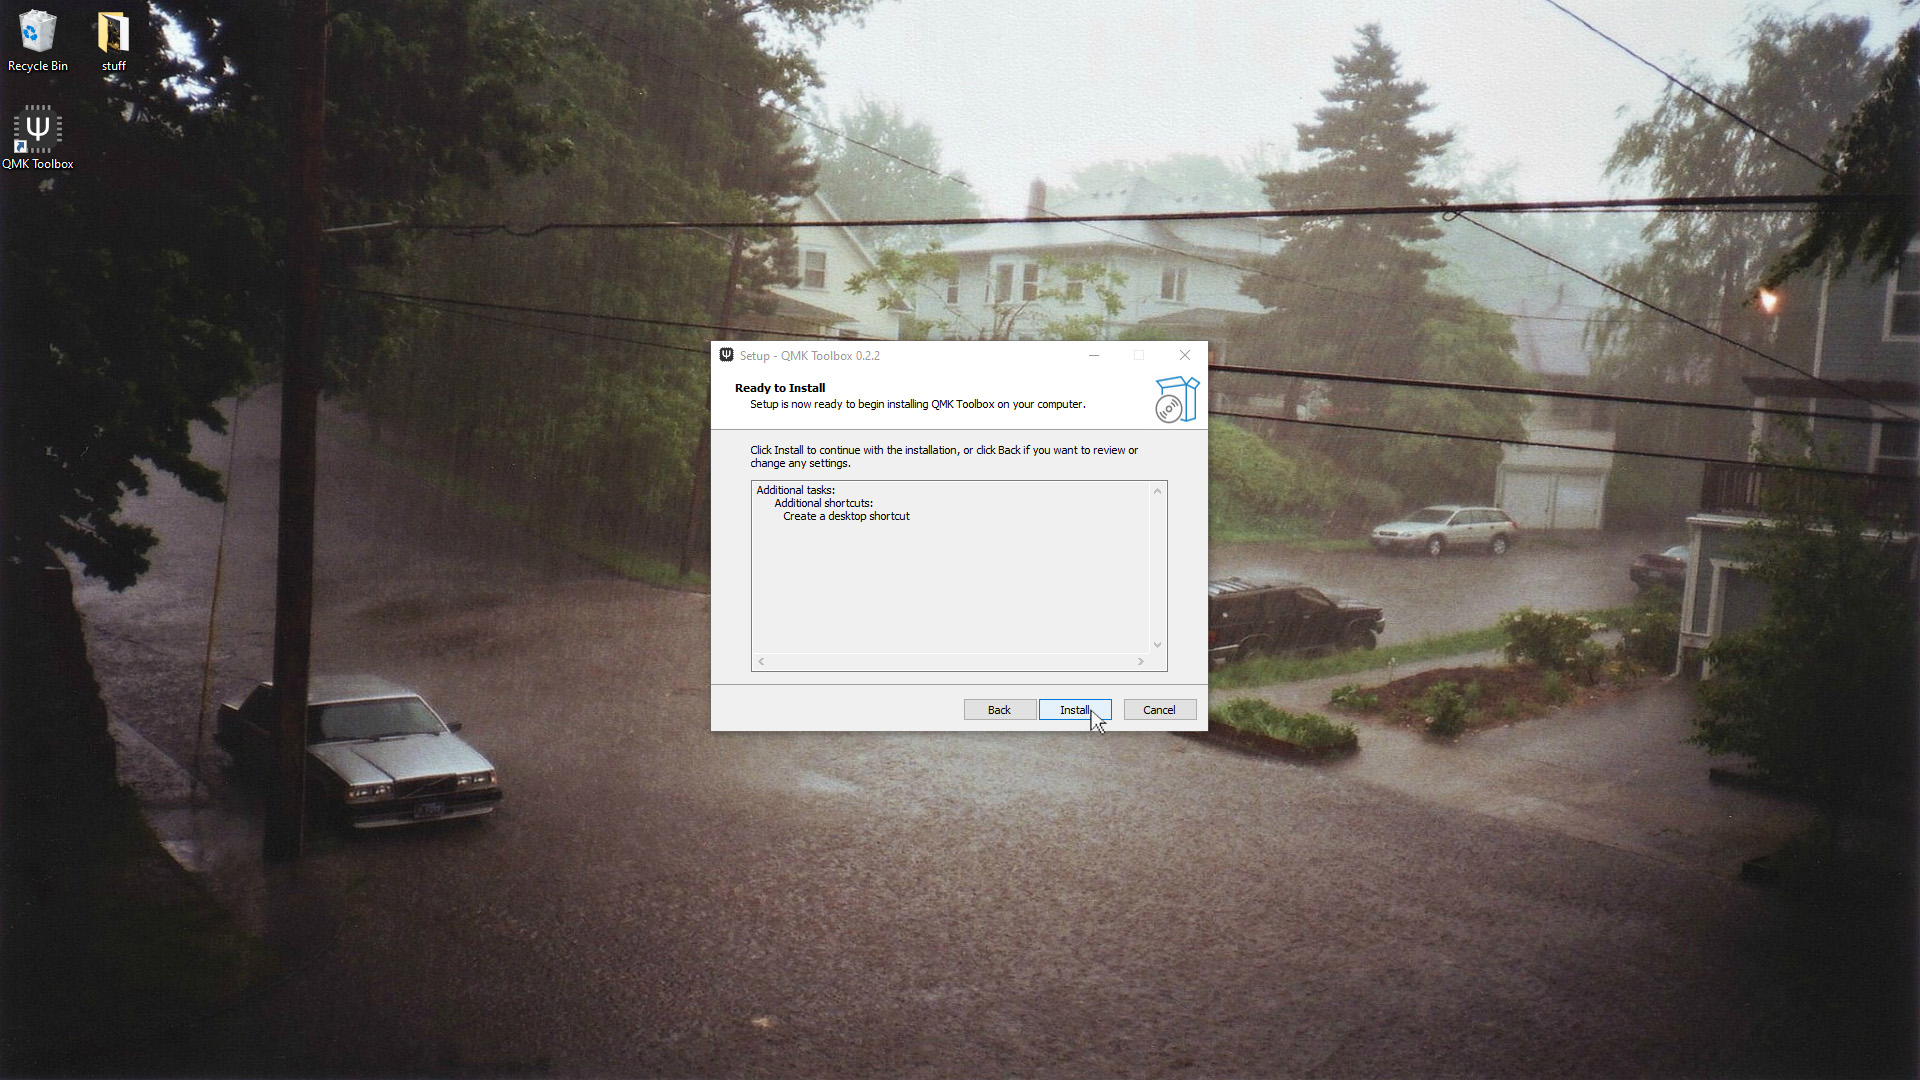 Recycle Bin
stuff
QMK Toolbox
Setup - QMK Toolbox 0.2.2
Ready to Install
Setup is now ready to begin installing QMK Toolbox on your computer.
Click Install to continue with the installation, or click Back if you want to review or
change any settings.
Additional tasks:
Additional shortcuts:
Create a desktop shortcut
Back
Install
Cancel